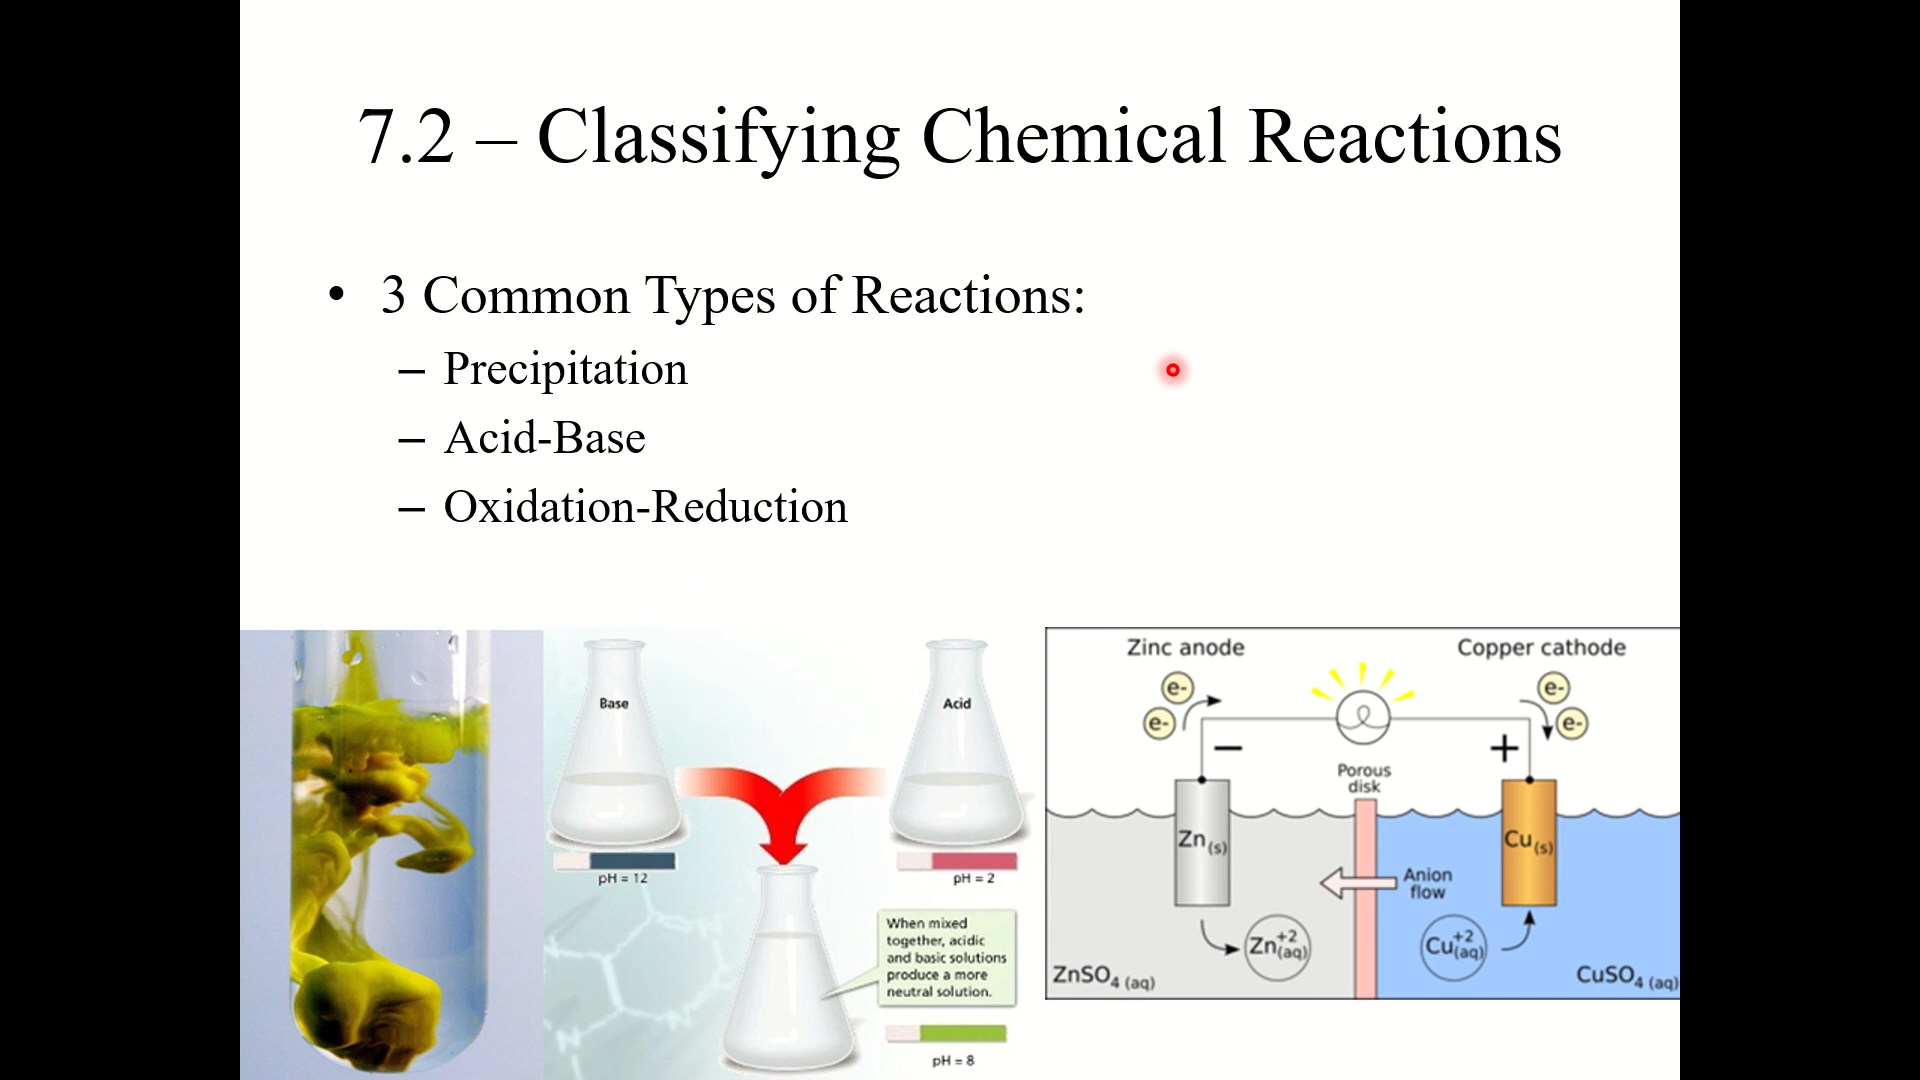 7.2 – Classifying Chemical Reactions
• 3 Common Types of Reactions:
– Precipitation
– Acid-Base
– Oxidation-Reduction
Base
Acid
pH = 12
pH = 2
When mixed
together, acidic
and basic solutions
produce a more
neutral solution.
pH = 8
Zinc anode
Copper cathode
e-
e-
e-
e-
−
+
Porous
disk
Zn(s)
Cu(s)
Anion
flow
Zn+2(aq)
Cu+2(aq)
ZnSO4 (aq)
CuSO4 (aq)